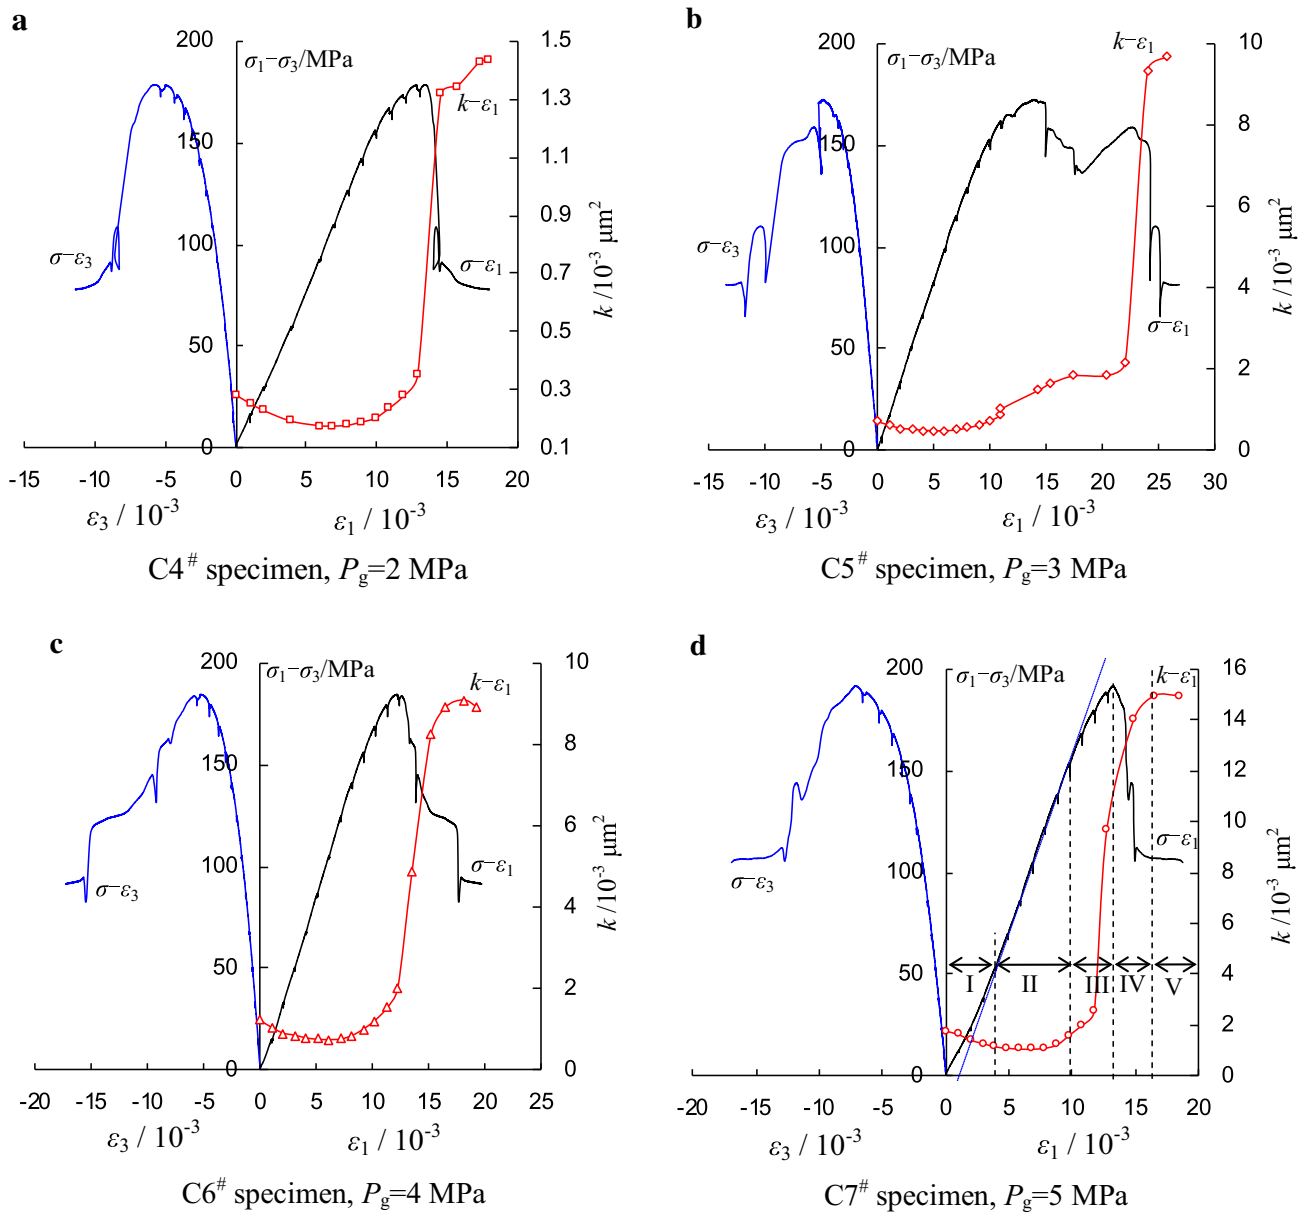 a
200
150
100
50
0
σ₁–σ₃/MPa
k–ε₁
σ–ε₃
σ–ε₁
1.5
1.3
1.1
0.9
0.7
0.5
0.3
0.1
k /10⁻³ μm²
-10 -5 0 5 10 15 20
ε₃ / 10⁻³ ε₁ / 10⁻³
C4# specimen, Pg=2 MPa
b
200
150
100
50
0
σ₁–σ₃/MPa
k–ε₁
σ–ε₃
σ–ε₁
10
8
6
4
2
0
k /10⁻³ μm²
-15 -10 -5 0 5 10 15 20 25 30
ε₃ / 10⁻³ ε₁ / 10⁻³
C5# specimen, Pg=3 MPa
c
200
150
100
50
0
σ₁–σ₃/MPa
k–ε₁
σ–ε₃
σ–ε₁
10
8
6
4
2
0
k /10⁻³ μm²
-20 -15 -10 -5 0 5 10 15 20 25
ε₃ / 10⁻³ ε₁ / 10⁻³
C6# specimen, Pg=4 MPa
d
200
150
100
50
0
σ₁–σ₃/MPa
k–ε₁
σ–ε₃
σ–ε₁
I II III IV V
16
14
12
10
8
6
4
2
0
k /10⁻³ μm²
-20 -15 -10 -5 0 5 10 15 20
ε₃ / 10⁻³ ε₁ / 10⁻³
C7# specimen, Pg=5 MPa